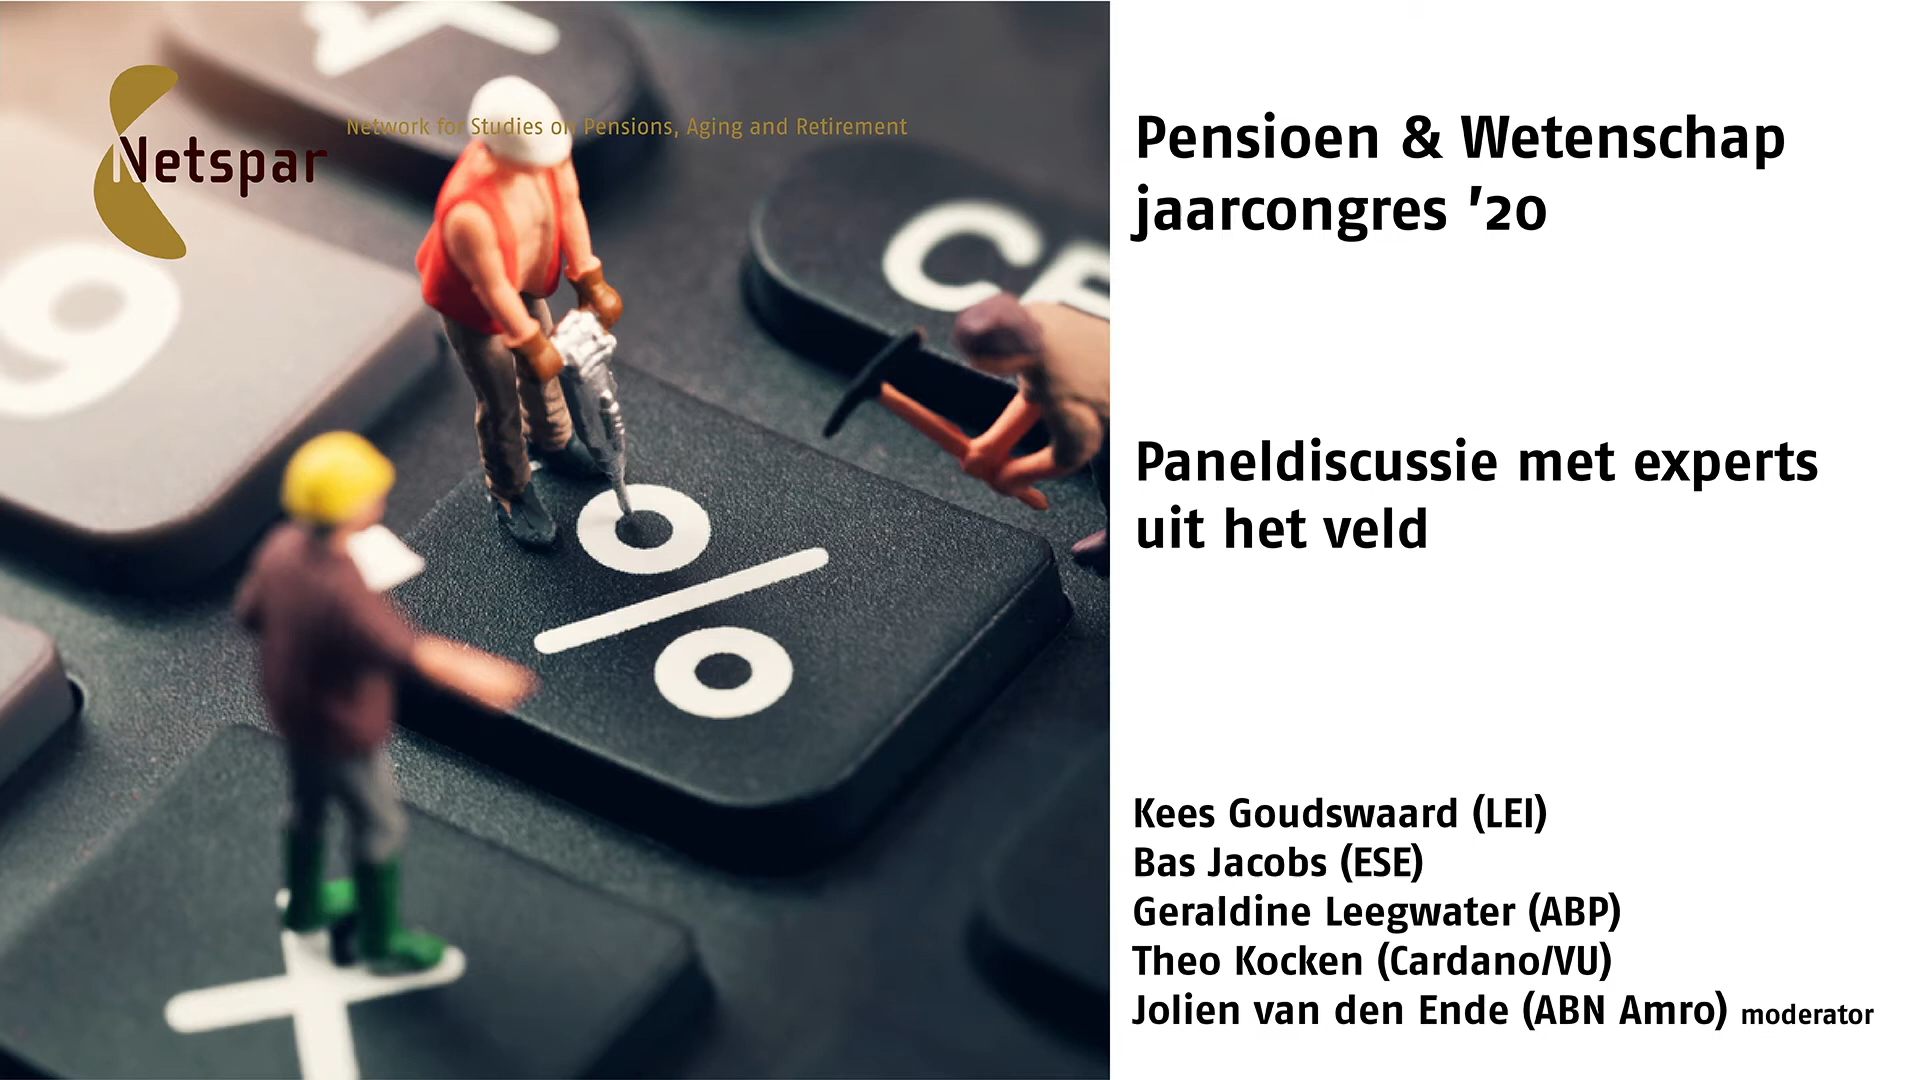 Netspar
Network for Studies on Pensions, Aging and Retirement
Pensioen & Wetenschap
jaarcongres '20
Paneldiscussie met experts
uit het veld
Kees Goudswaard (LEI)
Bas Jacobs (ESE)
Geraldine Leegwater (ABP)
Theo Kocken (Cardano/VU)
Jolien van den Ende (ABN Amro) moderator
9
%
X